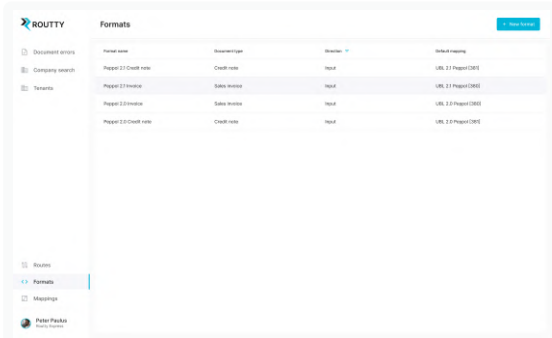 ROUTTY
Formats
+ New format
Document errors
Company search
Tenants
Format name Document type Direction Default mapping
Peppol 2.1 Credit note Credit note Input UBL 2.1 Peppol [381]
Peppol 2.1 Invoice Sales invoice Input UBL 2.1 Peppol [380]
Peppol 2.0 Invoice Sales invoice Input UBL 2.0 Peppol [380]
Peppol 2.0 Credit note Credit note Input UBL 2.0 Peppol [381]
Routes
Formats
Mappings
Peter Paulus